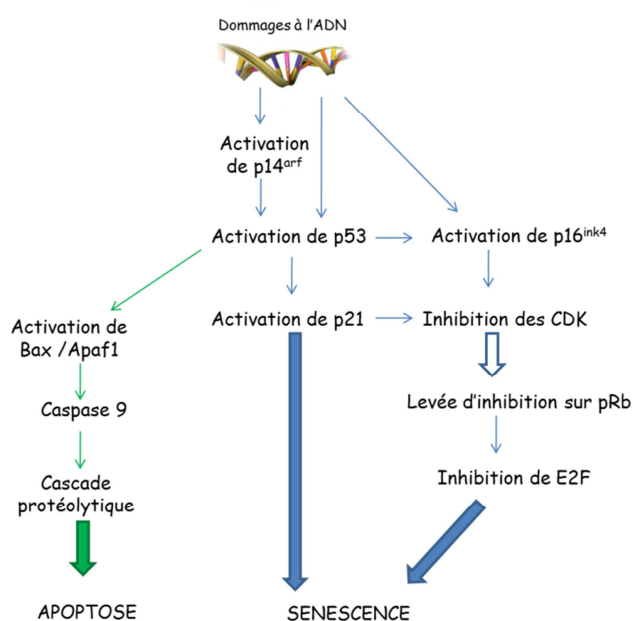 Dommages à l'ADN
Activation
de p14arf
Activation de p53
Activation de p16ink4
Activation de
Bax /Apaf1
Activation de p21
Inhibition des CDK
Caspase 9
Levée d'inhibition sur pRb
Cascade
protéolytique
Inhibition de E2F
APOPTOSE
SENESCENCE